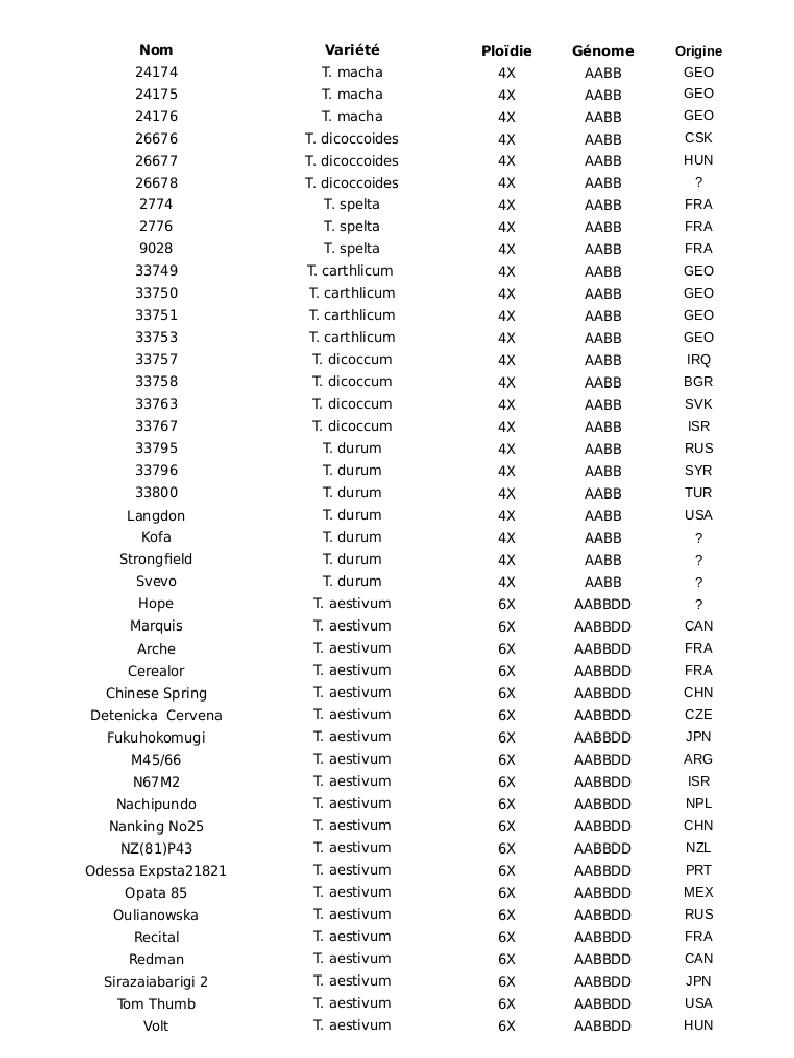 Nom Variété Ploïdie Génome Origine
24174 T. macha 4X AABB GEO
24175 T. macha 4X AABB GEO
24176 T. macha 4X AABB GEO
26676 T. dicoccoides 4X AABB CSK
26677 T. dicoccoides 4X AABB HUN
26678 T. dicoccoides 4X AABB ?
2774 T. spelta 4X AABB FRA
2776 T. spelta 4X AABB FRA
9028 T. spelta 4X AABB FRA
33749 T. carthlicum 4X AABB GEO
33750 T. carthlicum 4X AABB GEO
33751 T. carthlicum 4X AABB GEO
33753 T. carthlicum 4X AABB GEO
33757 T. dicoccum 4X AABB IRQ
33758 T. dicoccum 4X AABB BGR
33763 T. dicoccum 4X AABB SVK
33767 T. dicoccum 4X AABB ISR
33795 T. durum 4X AABB RUS
33796 T. durum 4X AABB SYR
33800 T. durum 4X AABB TUR
Langdon T. durum 4X AABB USA
Kofa T. durum 4X AABB ?
Strongfield T. durum 4X AABB ?
Svevo T. durum 4X AABB ?
Hope T. aestivum 6X AABBDD ?
Marquis T. aestivum 6X AABBDD CAN
Arche T. aestivum 6X AABBDD FRA
Cerealor T. aestivum 6X AABBDD FRA
Chinese Spring T. aestivum 6X AABBDD CHN
Detenicka Cervena T. aestivum 6X AABBDD CZE
Fukuhokomugi T. aestivum 6X AABBDD JPN
M45/66 T. aestivum 6X AABBDD ARG
N67M2 T. aestivum 6X AABBDD ISR
Nachipundo T. aestivum 6X AABBDD NPL
Nanking No25 T. aestivum 6X AABBDD CHN
NZ(81)P43 T. aestivum 6X AABBDD NZL
Odessa Expsta21821 T. aestivum 6X AABBDD PRT
Opata 85 T. aestivum 6X AABBDD MEX
Oulianowska T. aestivum 6X AABBDD RUS
Recital T. aestivum 6X AABBDD FRA
Redman T. aestivum 6X AABBDD CAN
Sirazaiabarigi 2 T. aestivum 6X AABBDD JPN
Tom Thumb T. aestivum 6X AABBDD USA
Volt T. aestivum 6X AABBDD HUN